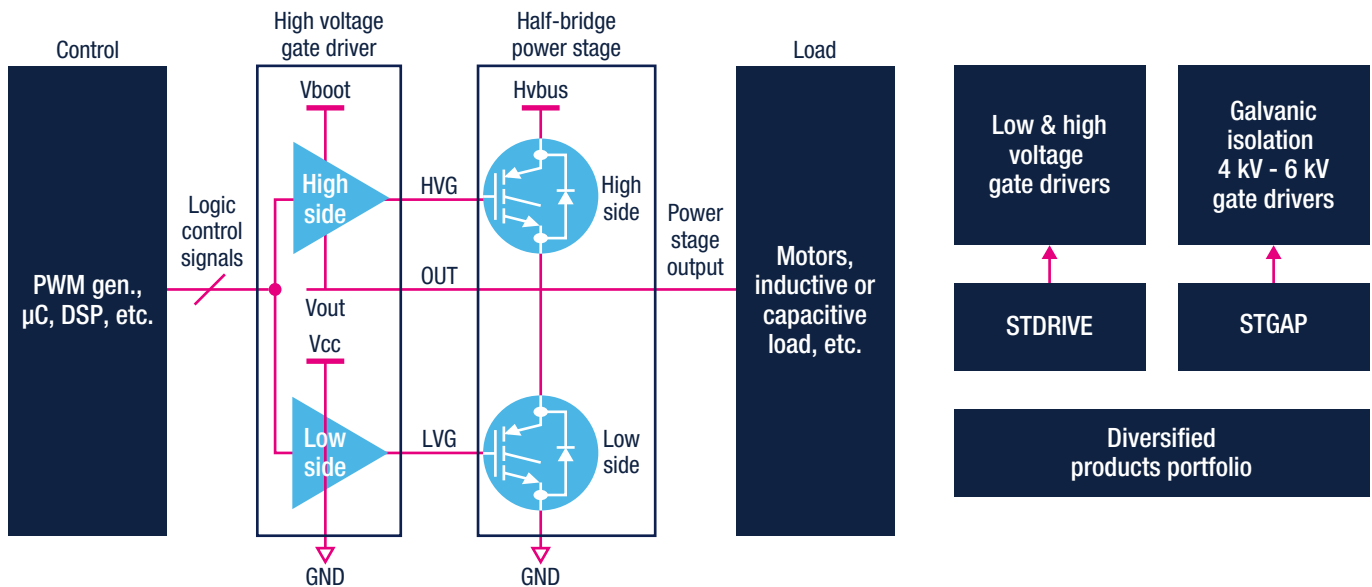 Control
High voltage
gate driver
Half-bridge
power stage
Load
PWM gen.,
µC, DSP, etc.
Logic
control
signals
Vboot
High
side
HVG
OUT
Vout
Vcc
Low
side
LVG
GND
Hvbus
High
side
Low
side
GND
Power
stage
output
Motors,
inductive or
capacitive
load, etc.
Low & high
voltage
gate drivers
Galvanic
isolation
4 kV - 6 kV
gate drivers
STDRIVE
STGAP
Diversified
products portfolio